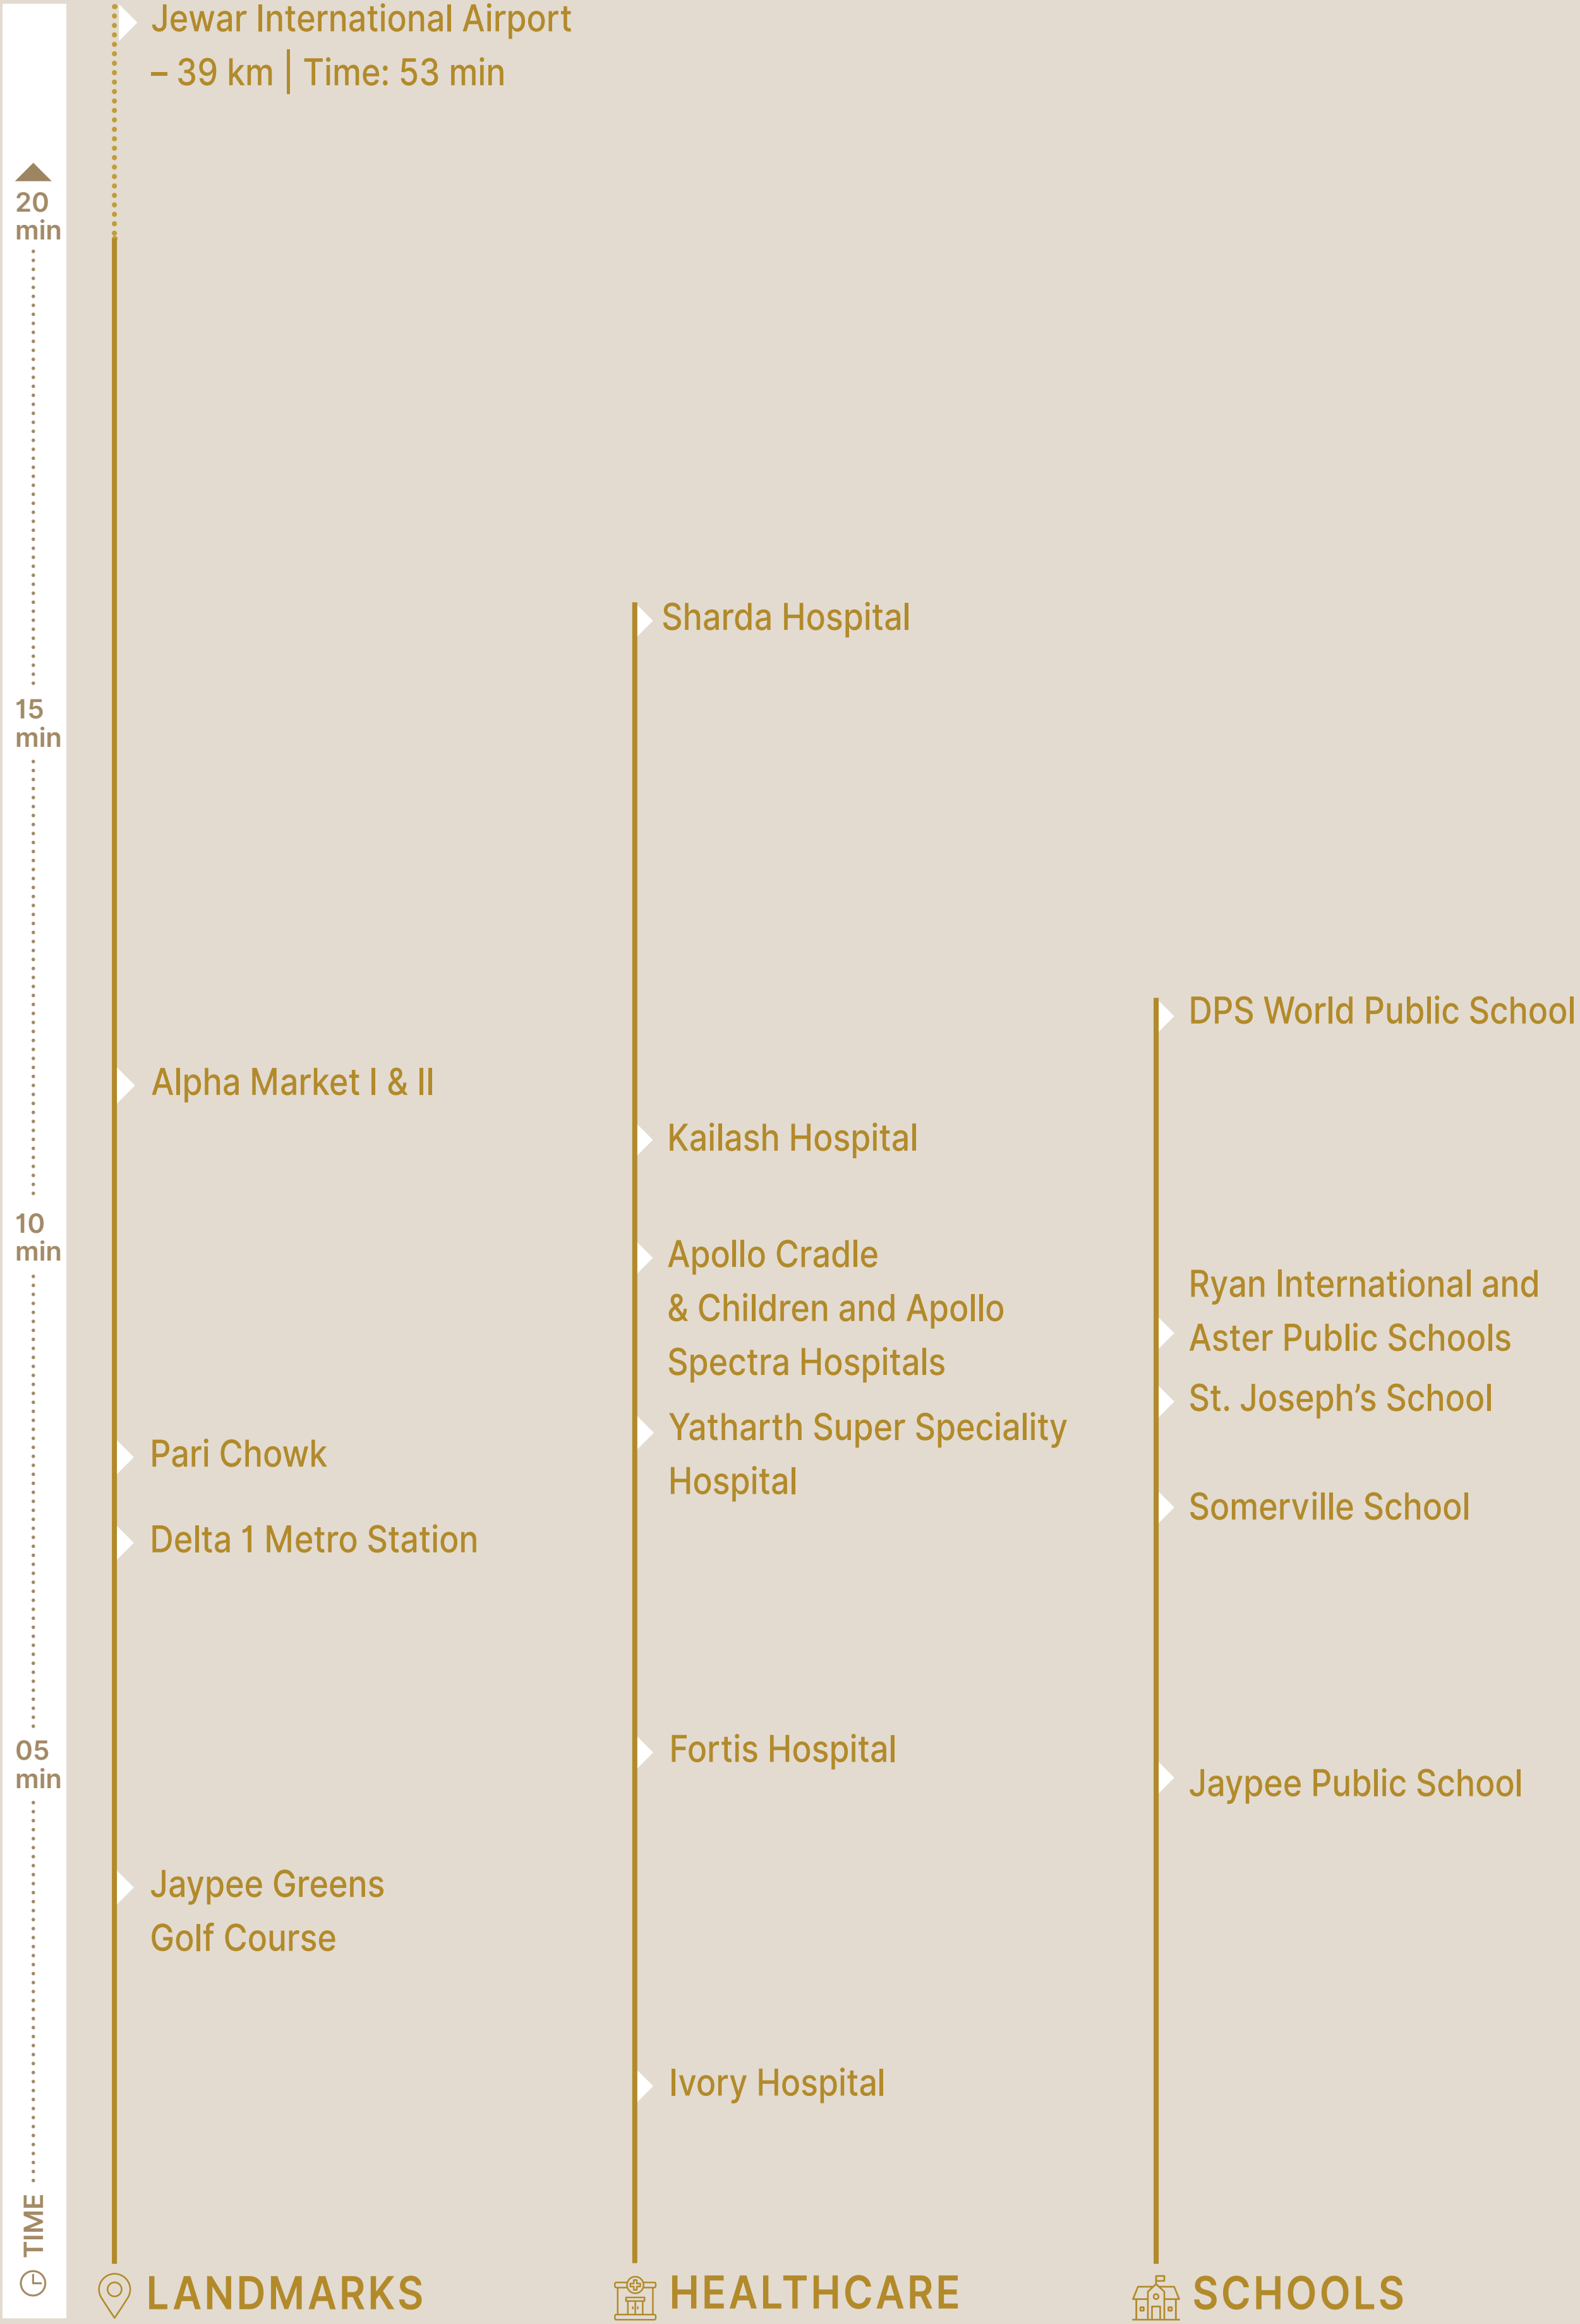 Jewar International Airport
– 39 km | Time: 53 min
20
min
15
min
10
min
05
min
TIME
Alpha Market I & II
Pari Chowk
Delta 1 Metro Station
Jaypee Greens
Golf Course
LANDMARKS
Sharda Hospital
Kailash Hospital
Apollo Cradle
& Children and Apollo
Spectra Hospitals
Yatharth Super Speciality
Hospital
Fortis Hospital
Ivory Hospital
HEALTHCARE
DPS World Public School
Ryan International and
Aster Public Schools
St. Joseph’s School
Somerville School
Jaypee Public School
SCHOOLS